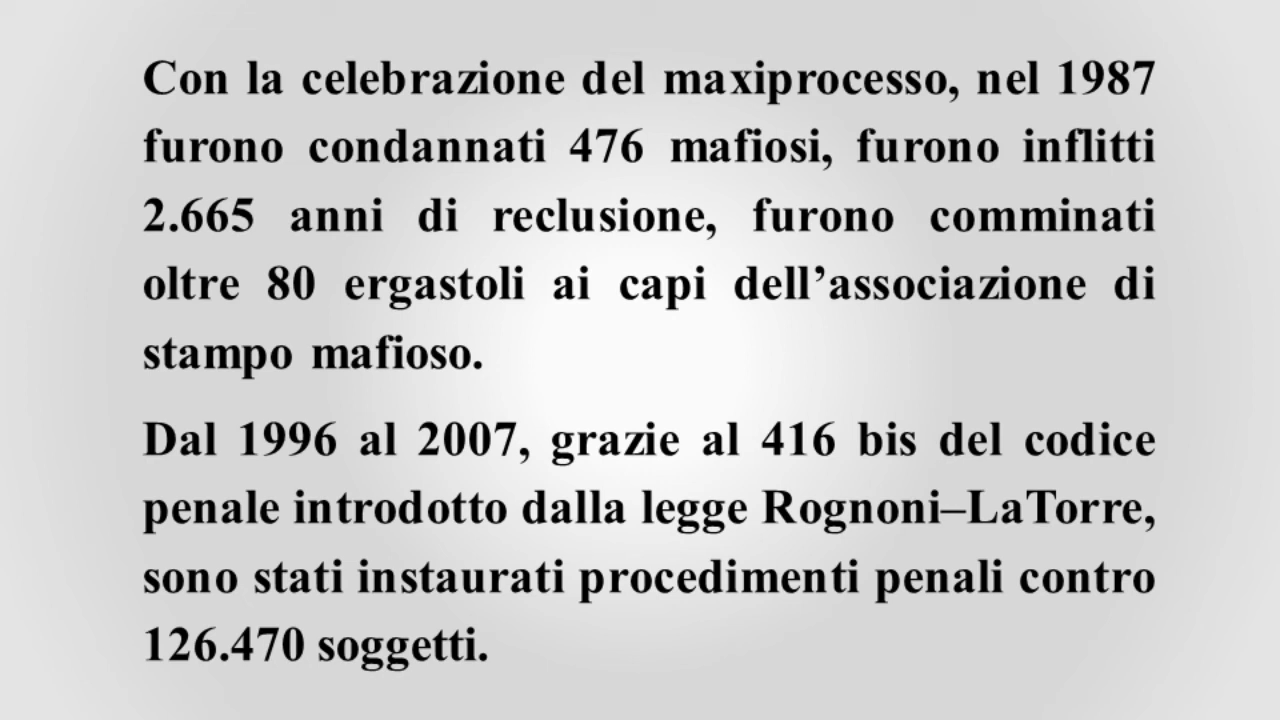 Con la celebrazione del maxiprocesso, nel 1987
furono condannati 476 mafiosi, furono inflitti
2.665 anni di reclusione, furono comminati
oltre 80 ergastoli ai capi dell’associazione di
stampo mafioso.
Dal 1996 al 2007, grazie al 416 bis del codice
penale introdotto dalla legge Rognoni–LaTorre,
sono stati instaurati procedimenti penali contro
126.470 soggetti.